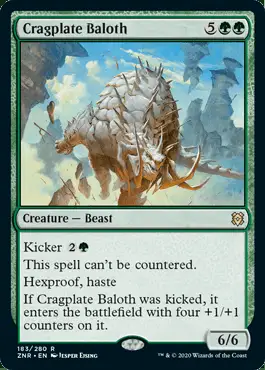 Cragplate Baloth 5
Creature — Beast
Kicker 2
This spell can't be countered.
Hexproof, haste
If Cragplate Baloth was kicked, it
enters the battlefield with four +1/+1
counters on it.
6/6
183/280 R
ZNR • EN Jesper Ejsing
™ & © 2020 Wizards of the Coast